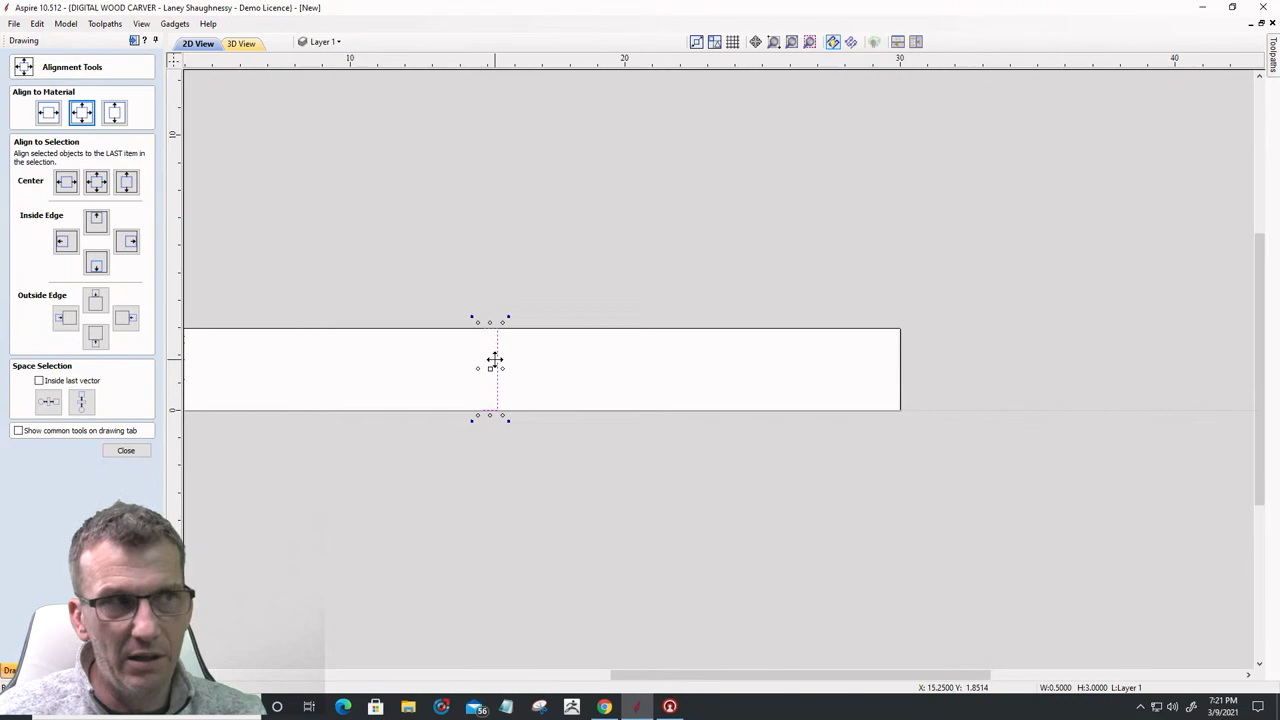 Aspire 10.512 - {DIGITAL WOOD CARVER - Laney Shaughnessy - Demo Licence} - [New]
File Edit Model Toolpaths View Gadgets Help
Drawing
2D View 3D View Layer 1
Toolpaths
Alignment Tools
10 20 30 40
Align to Material
Align to Selection
Align selected objects to the LAST item in
the selection.
10
Center
Inside Edge
Outside Edge
Space Selection
Inside last vector
0
Show common tools on drawing tab
Close
X: 15.2500 Y: 1.8514 W:0.5000 H:3.0000 L:Layer 1
56
7:21 PM
3/9/2021